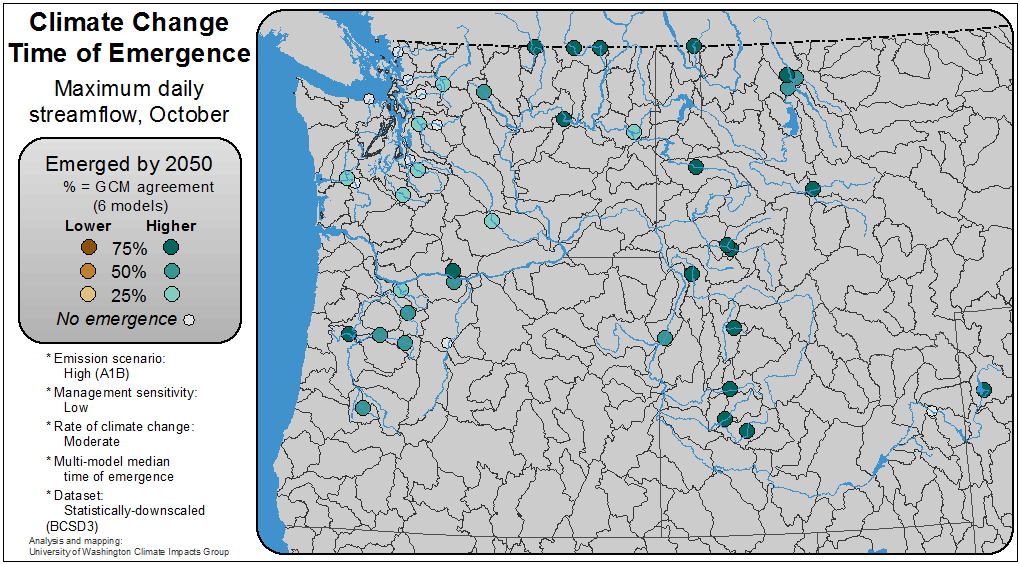 Climate Change
Time of Emergence
Maximum daily
streamflow, October
Emerged by 2050
% = GCM agreement
(6 models)
Lower Higher
75%
50%
25%
No emergence
* Emission scenario:
High (A1B)
* Management sensitivity:
Low
* Rate of climate change:
Moderate
* Multi-model median
time of emergence
* Dataset:
Statistically-downscaled
(BCSD3)
Analysis and mapping:
University of Washington Climate Impacts Group